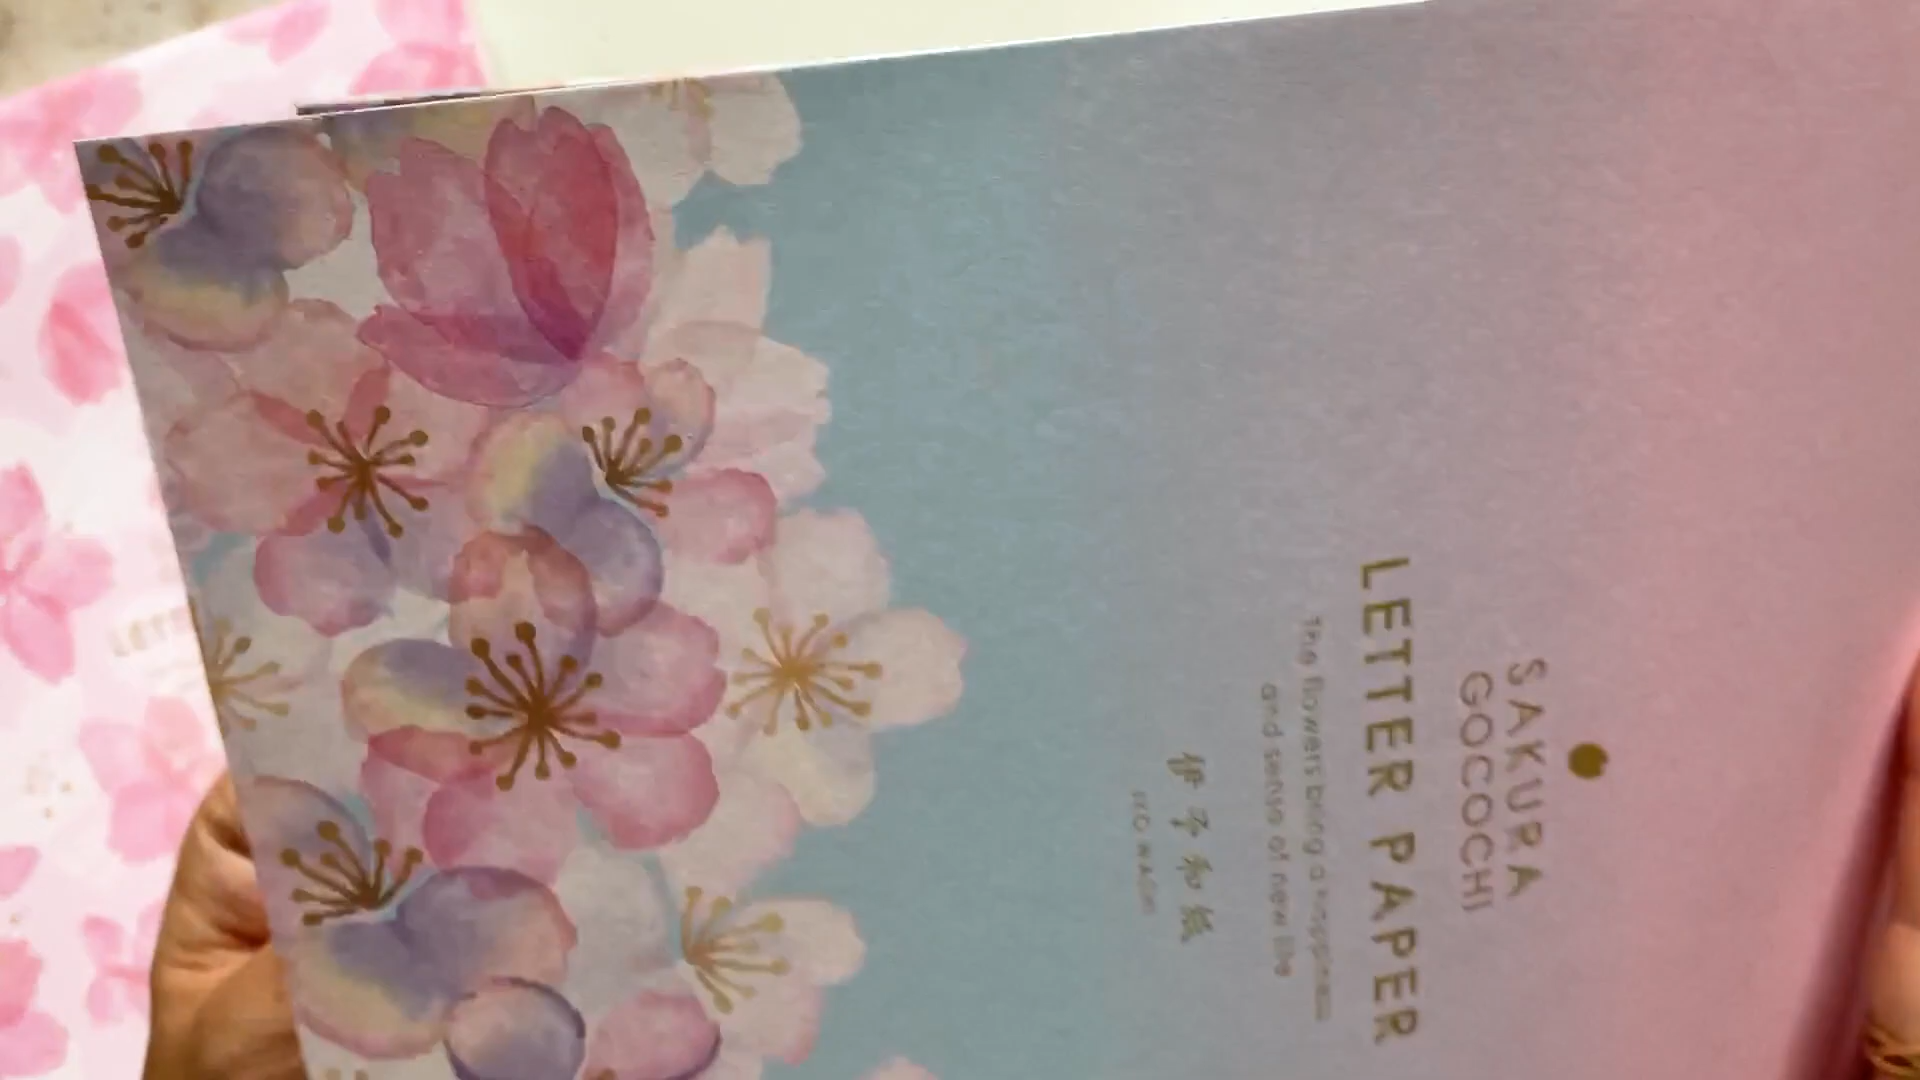 SAKURA
GOCOCHI
LETTER PAPER
The flowers bring a happiness
and sense of new life
伊予和紙
IYO WASHI
LETTER